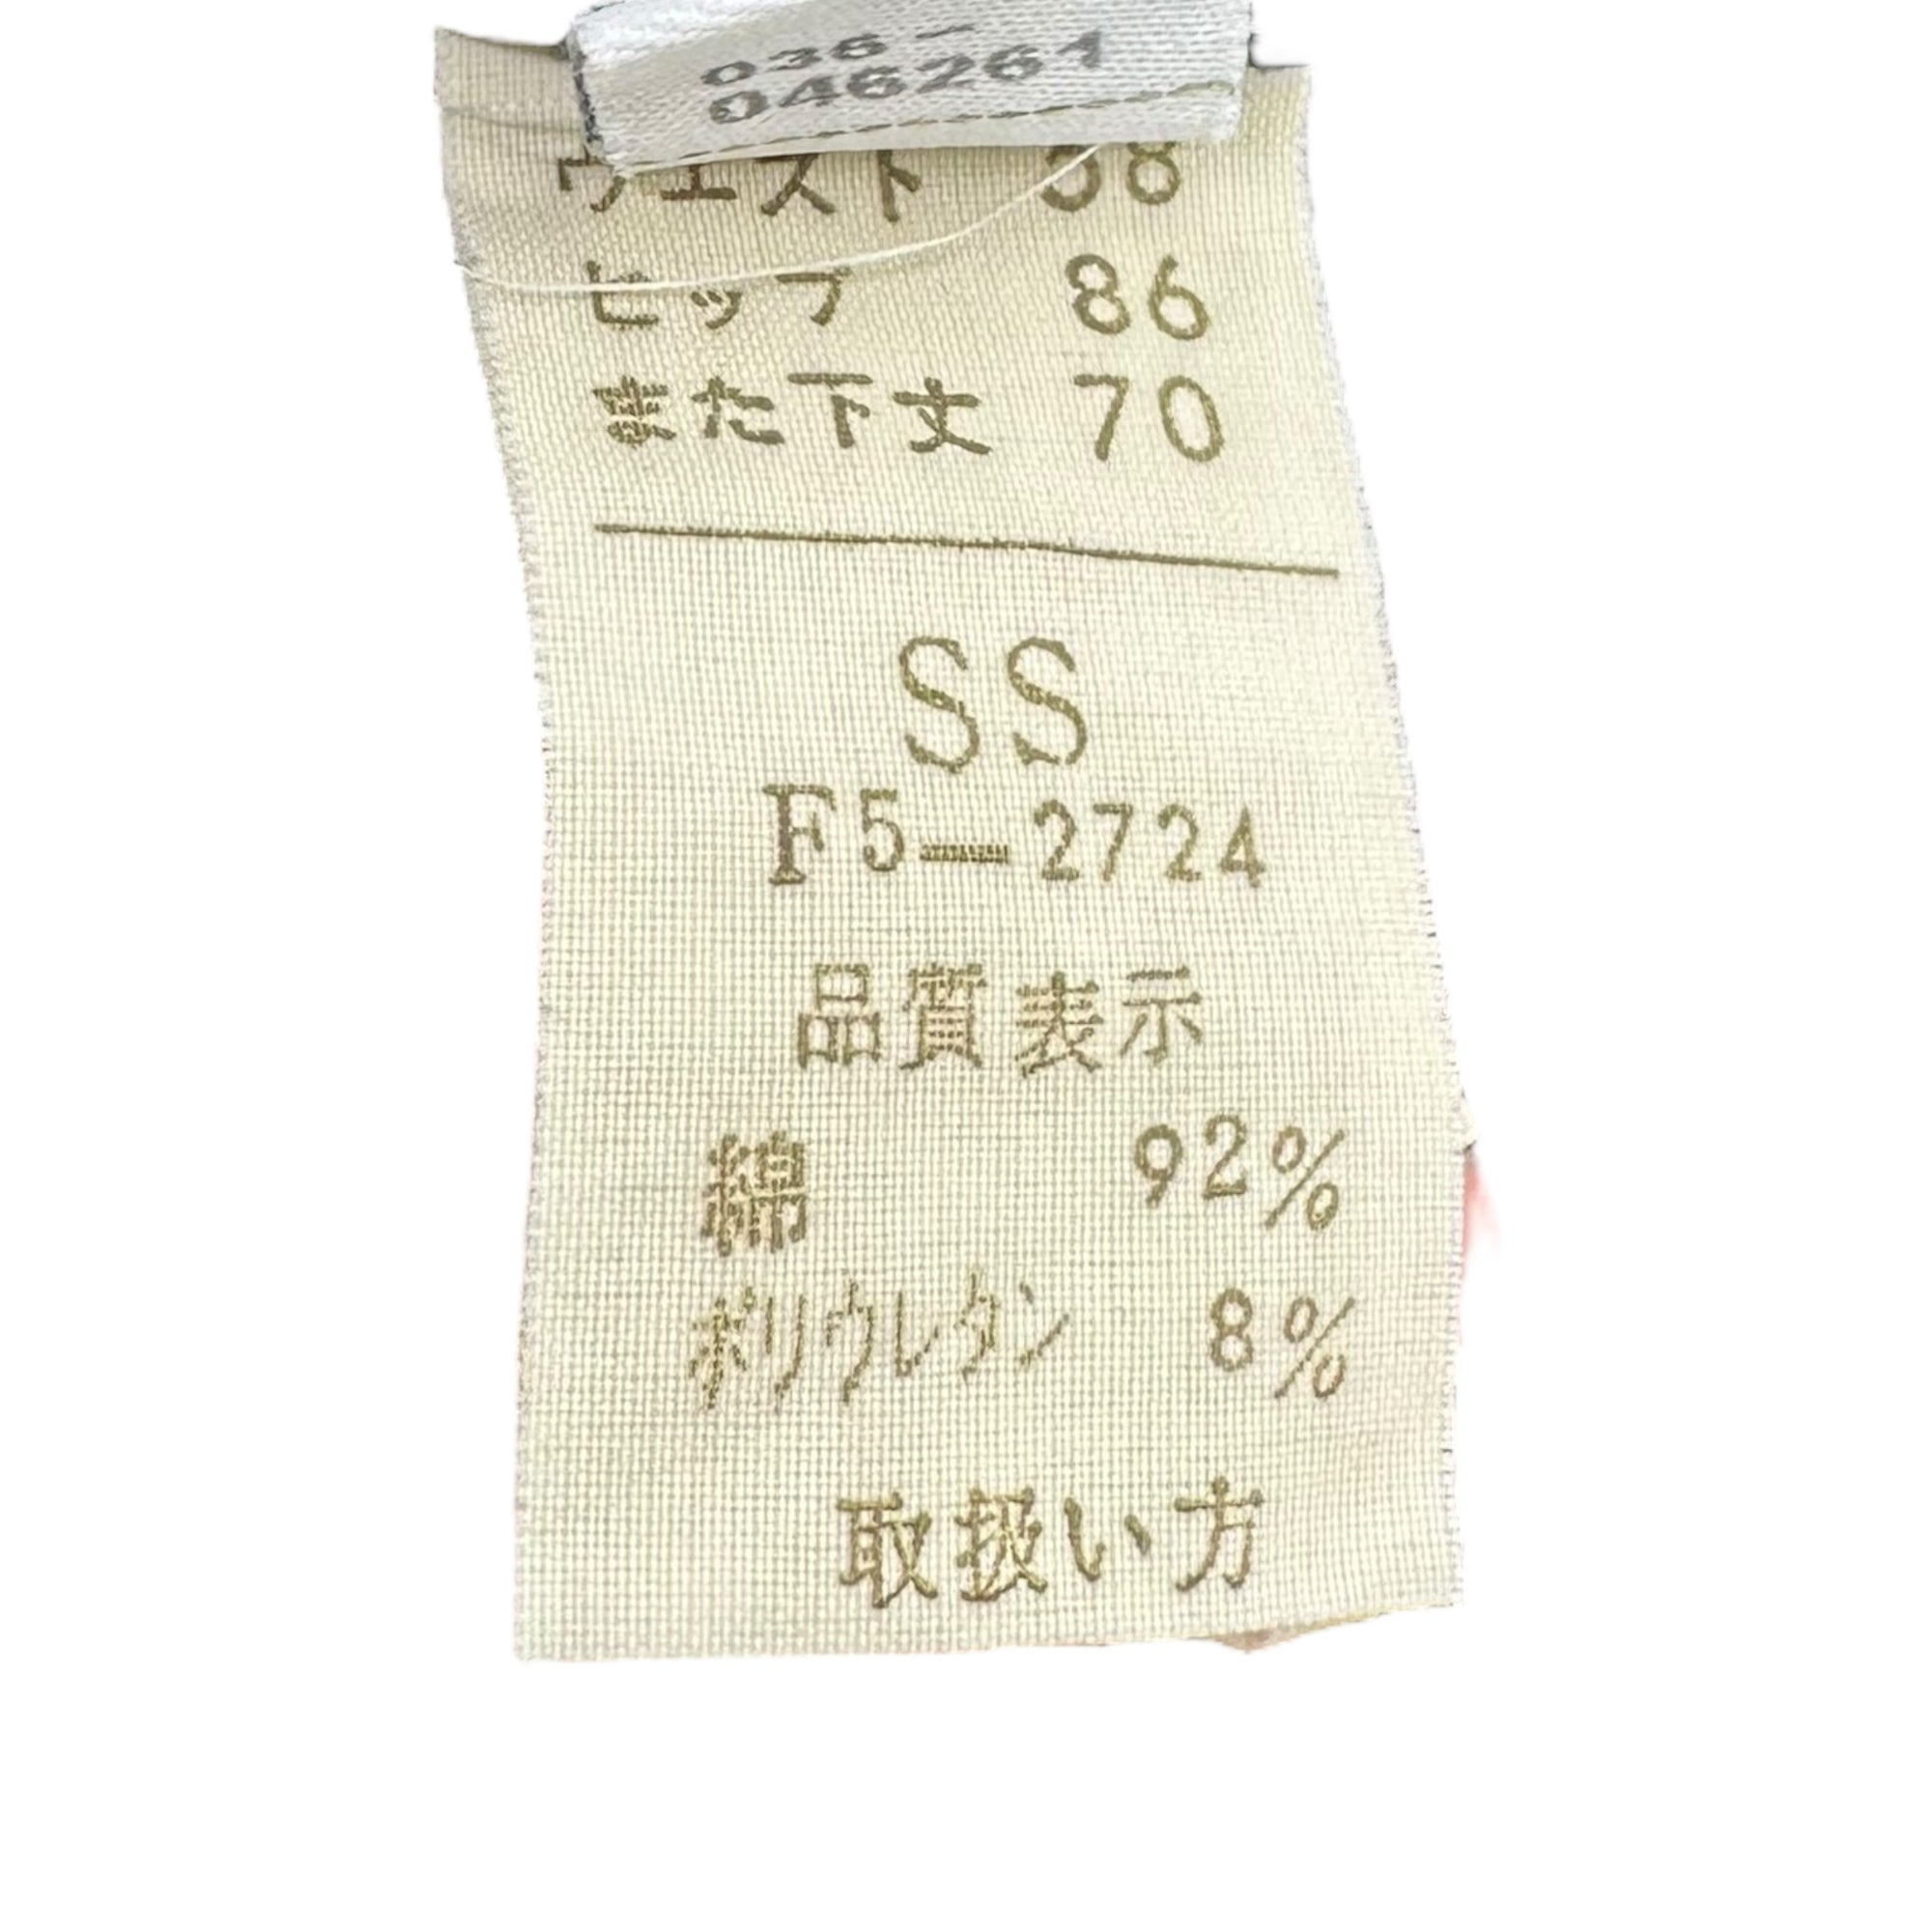 036-
046261
ウエスト 58
ヒップ 86
また下丈 70
SS
F5-2724
品質表示
綿 92%
ポリウレタン 8%
取扱い方